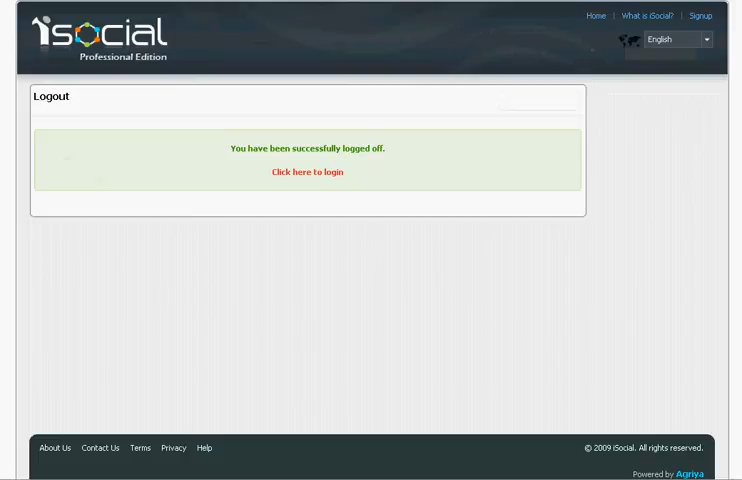 isocial
Professional Edition
Home | What is iSocial? | Signup
English
Logout
You have been successfully logged off.
Click here to login
About Us Contact Us Terms Privacy Help
© 2009 iSocial. All rights reserved.
Powered by Agriya